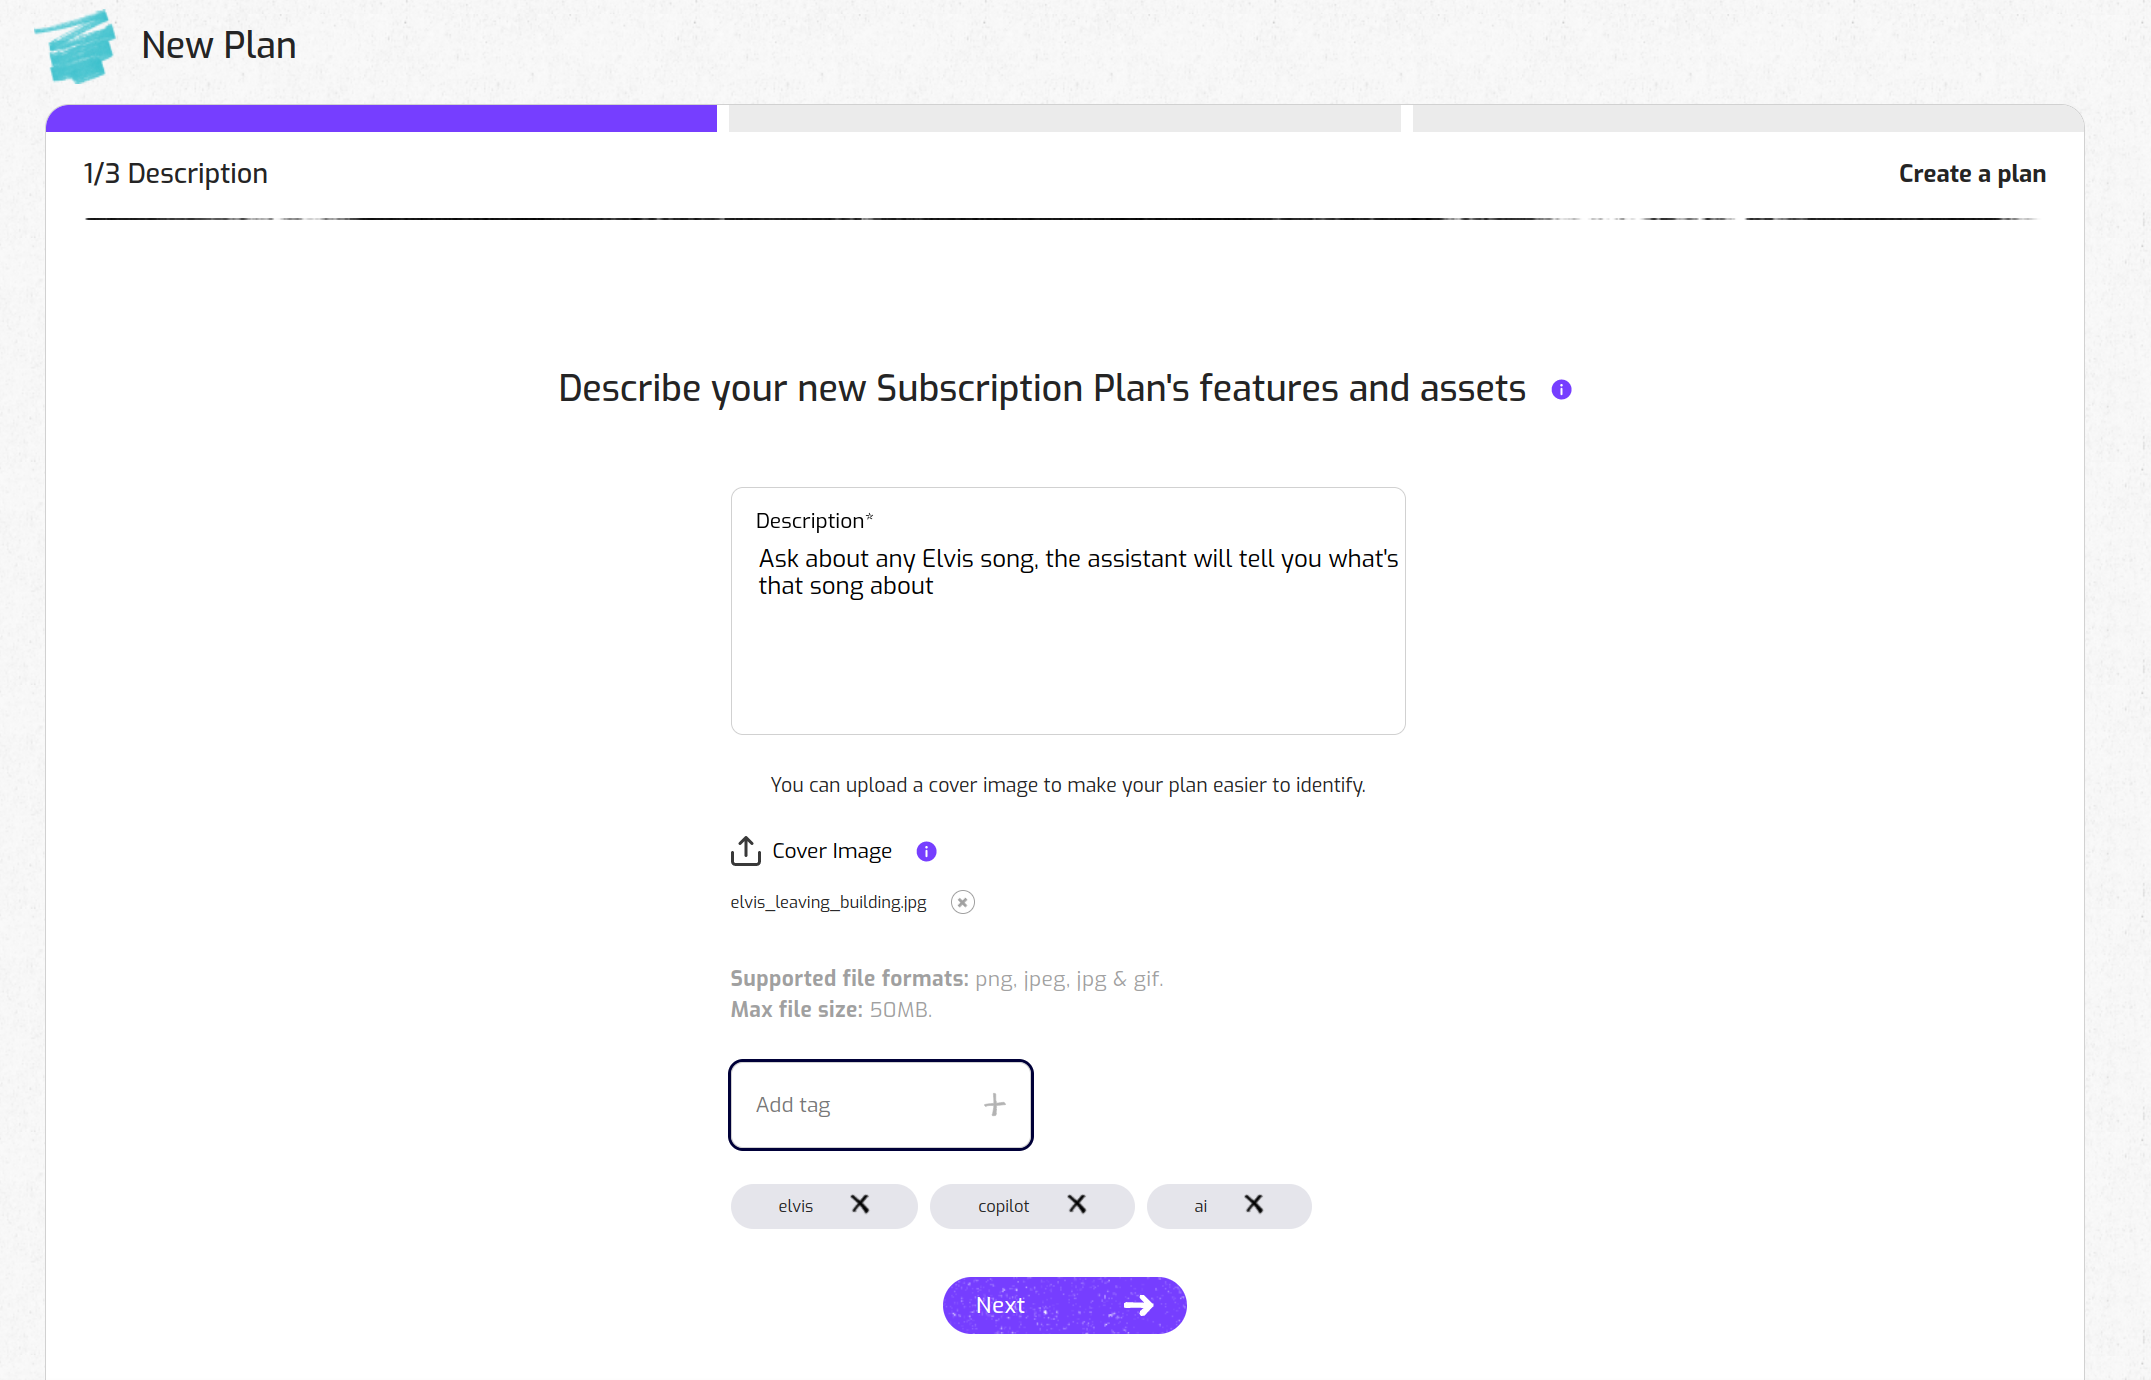 New Plan
1/3 Description
Create a plan
Describe your new Subscription Plan's features and assets
Description*
Ask about any Elvis song, the assistant will tell you what's
that song about
You can upload a cover image to make your plan easier to identify.
Cover Image
elvis_leaving_building.jpg
Supported file formats: png, jpeg, jpg & gif.
Max file size: 50MB.
Add tag
elvis
copilot
ai
Next